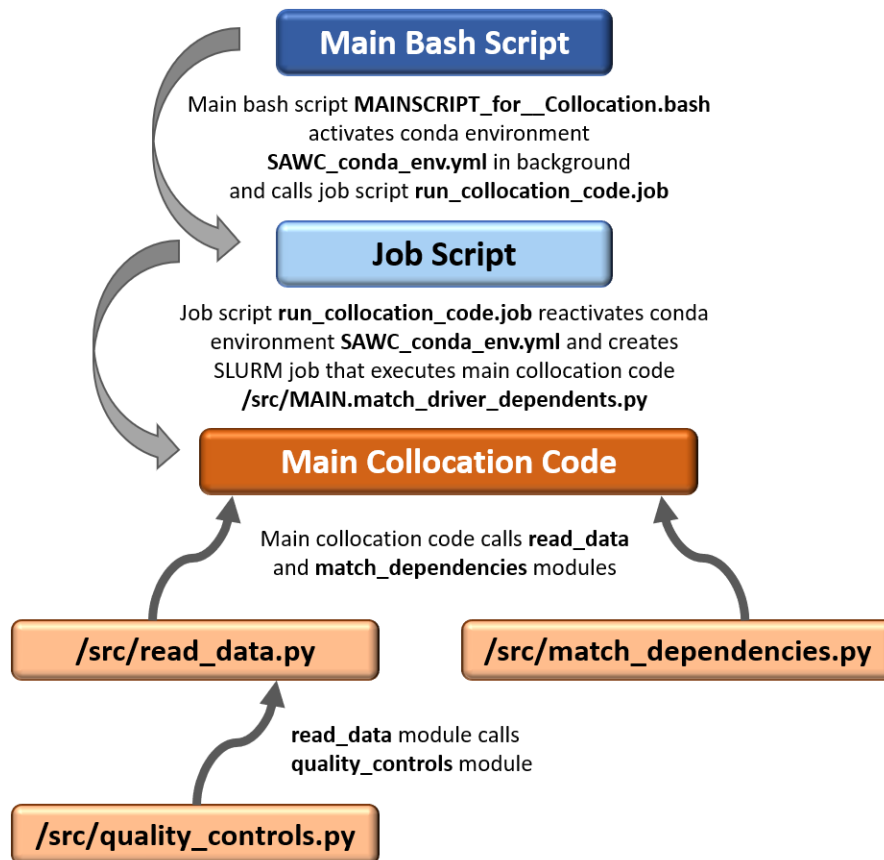 Main Bash Script
Main bash script MAINSCRIPT_for__Collocation.bash
activates conda environment
SAWC_conda_env.yml in background
and calls job script run_collocation_code.job
Job Script
Job script run_collocation_code.job reactivates conda
environment SAWC_conda_env.yml and creates
SLURM job that executes main collocation code
/src/MAIN.match_driver_dependents.py
Main Collocation Code
Main collocation code calls read_data
and match_dependencies modules
/src/read_data.py
/src/match_dependencies.py
read_data module calls
quality_controls module
/src/quality_controls.py